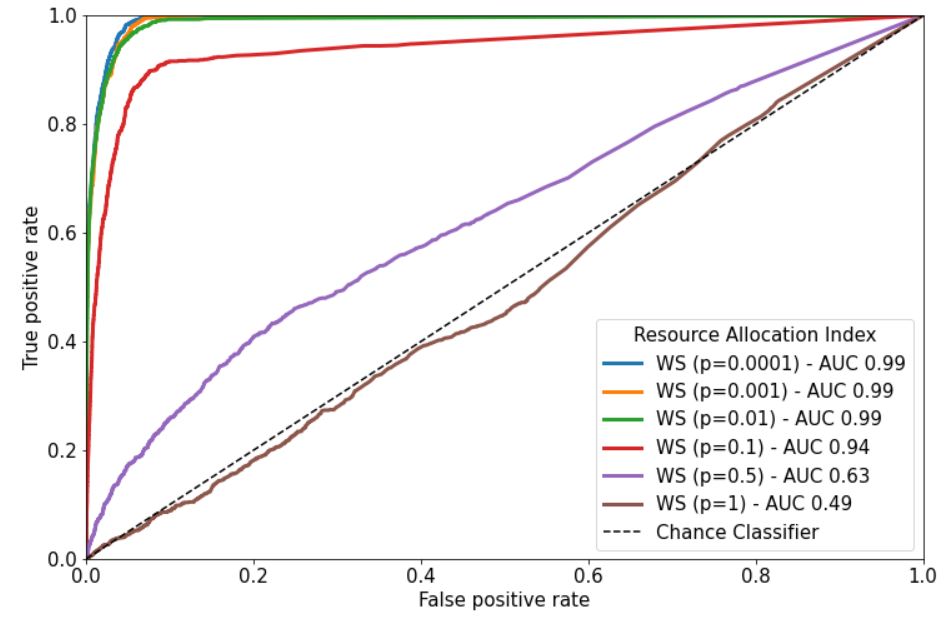 1.0
0.8
0.6
0.4
0.2
0.0
True positive rate
0.0 0.2 0.4 0.6 0.8 1.0
False positive rate
Resource Allocation Index
WS (p=0.0001) - AUC 0.99
WS (p=0.001) - AUC 0.99
WS (p=0.01) - AUC 0.99
WS (p=0.1) - AUC 0.94
WS (p=0.5) - AUC 0.63
WS (p=1) - AUC 0.49
Chance Classifier